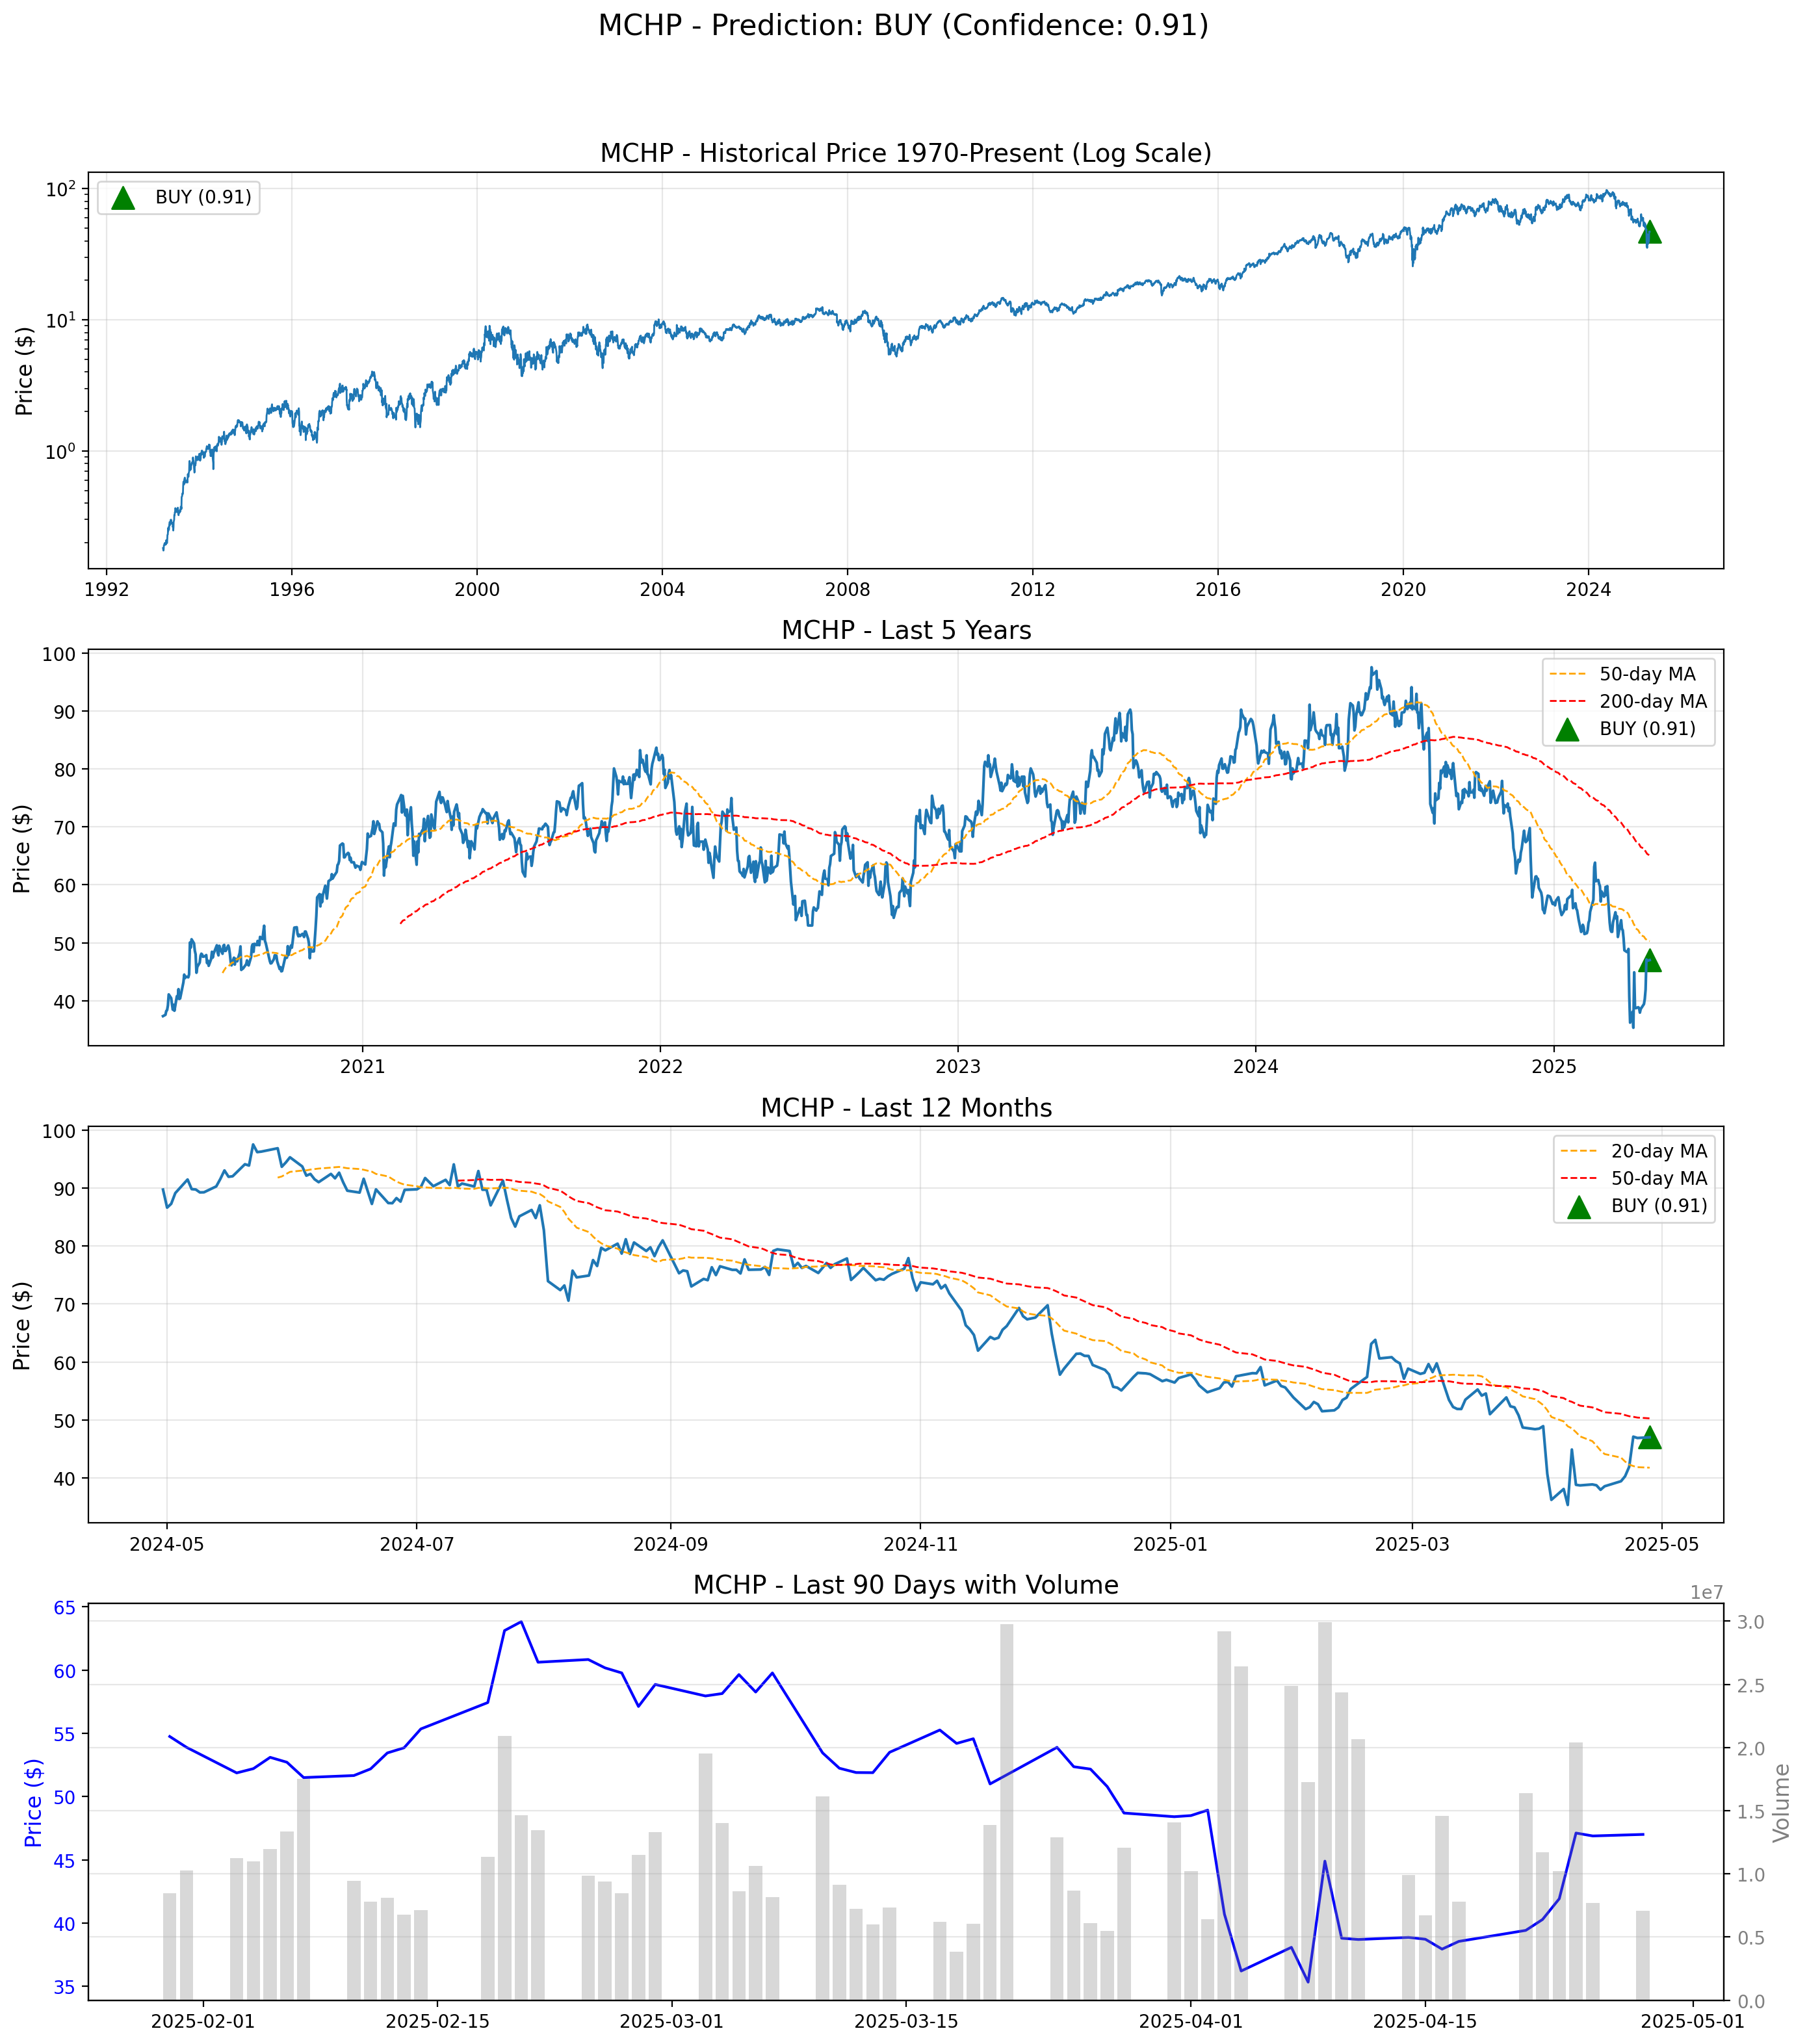 MCHP - Prediction: BUY (Confidence: 0.91)
MCHP - Historical Price 1970-Present (Log Scale)
BUY (0.91)
Price ($)
10²
10¹
10⁰
1992 1996 2000 2004 2008 2012 2016 2020 2024
MCHP - Last 5 Years
50-day MA
200-day MA
BUY (0.91)
Price ($)
100
90
80
70
60
50
40
2021 2022 2023 2024 2025
MCHP - Last 12 Months
20-day MA
50-day MA
BUY (0.91)
Price ($)
100
90
80
70
60
50
40
2024-05 2024-07 2024-09 2024-11 2025-01 2025-03 2025-05
MCHP - Last 90 Days with Volume
1e7
Price ($)
65
60
55
50
45
40
35
3.0
2.5
2.0
1.5
1.0
0.5
0.0
Volume
2025-02-01 2025-02-15 2025-03-01 2025-03-15 2025-04-01 2025-04-15 2025-05-01